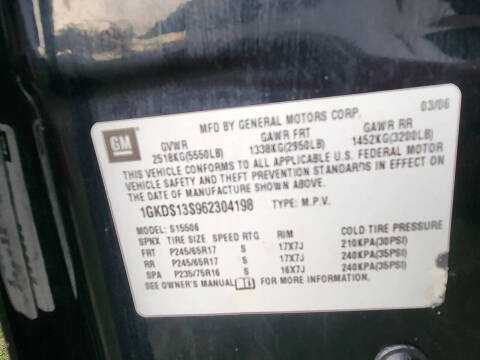 MFD BY GENERAL MOTORS CORP. 03/06
GM
GVWR GAWR FRT GAWR RR
2518KG(5550LB) 1338KG(2950LB) 1452KG(3200LB)
THIS VEHICLE CONFORMS TO ALL APPLICABLE U.S. FEDERAL MOTOR
VEHICLE SAFETY AND THEFT PREVENTION STANDARDS IN EFFECT ON
THE DATE OF MANUFACTURE SHOWN ABOVE.
1GKDS13S962304198 TYPE: M.P.V.
MODEL: S15506
SPNX TIRE SIZE SPEED RTG RIM COLD TIRE PRESSURE
FRT P245/65R17 S 17X7J 210KPA(30PSI)
RR P245/65R17 S 17X7J 240KPA(35PSI)
SPA P235/75R16 S 16X7J 240KPA(35PSI)
SEE OWNER'S MANUAL FOR MORE INFORMATION.